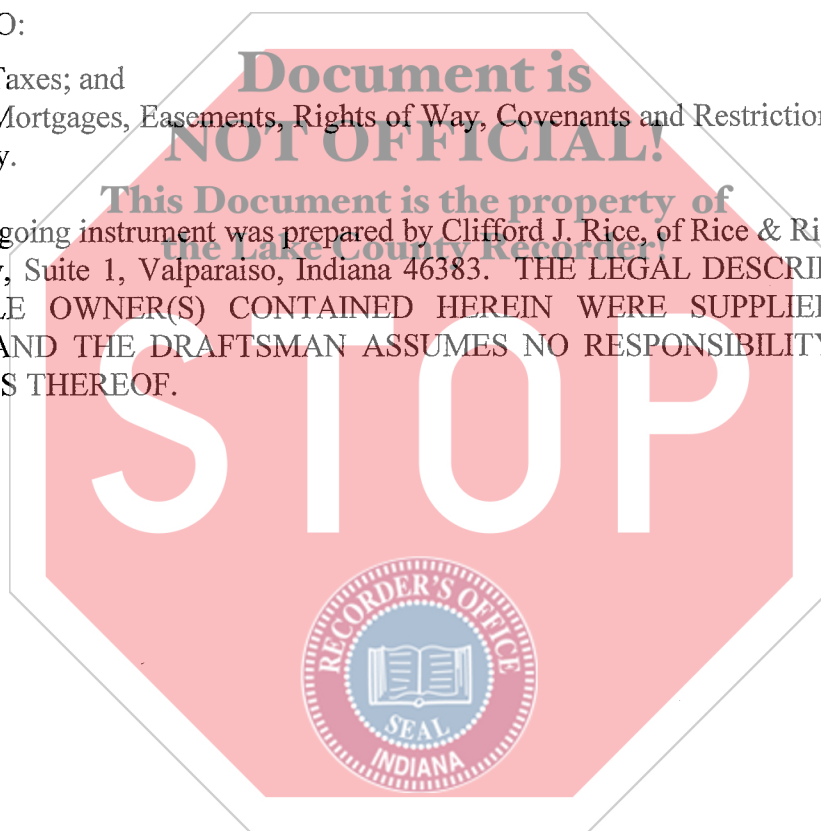 O:
Taxes; and
Mortgages, Easements, Rights of Way, Covenants and Restriction
y.
going instrument was prepared by Clifford J. Rice, of Rice & Ri
y, Suite 1, Valparaiso, Indiana 46383. THE LEGAL DESCRI
LE OWNER(S) CONTAINED HEREIN WERE SUPPLIE
AND THE DRAFTSMAN ASSUMES NO RESPONSIBILITY
S THEREOF.
Document is
NOT OFFICIAL!
This Document is the property of
the Lake County Recorder!
STOP
RECORDER'S OFFICE
SEAL
INDIANA